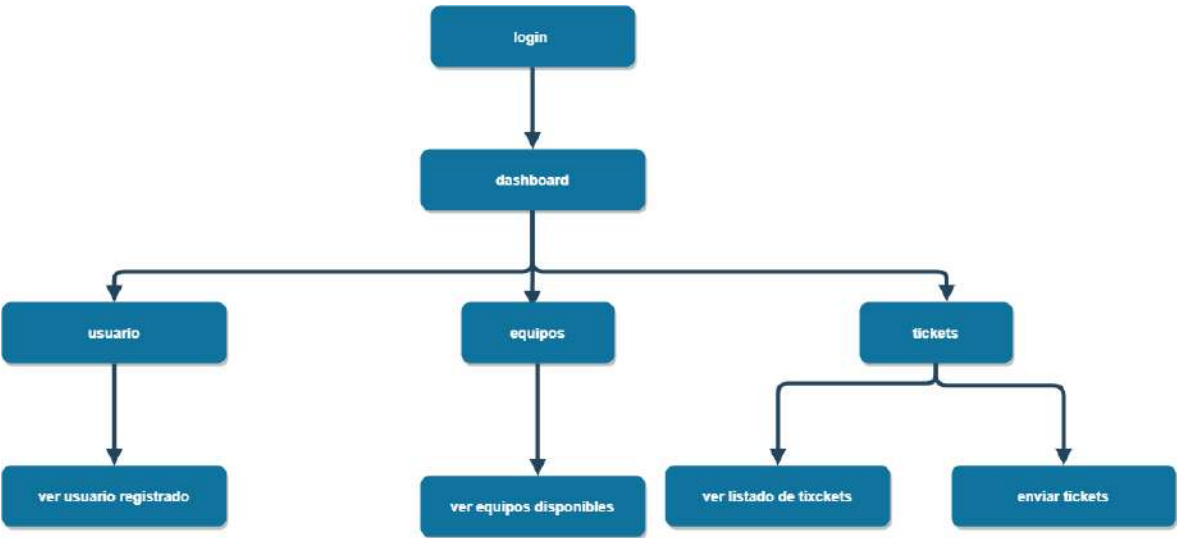 login
dashboard
usuario
equipos
tickets
ver usuario registrado
ver equipos disponibles
ver listado de tixckets
enviar tickets